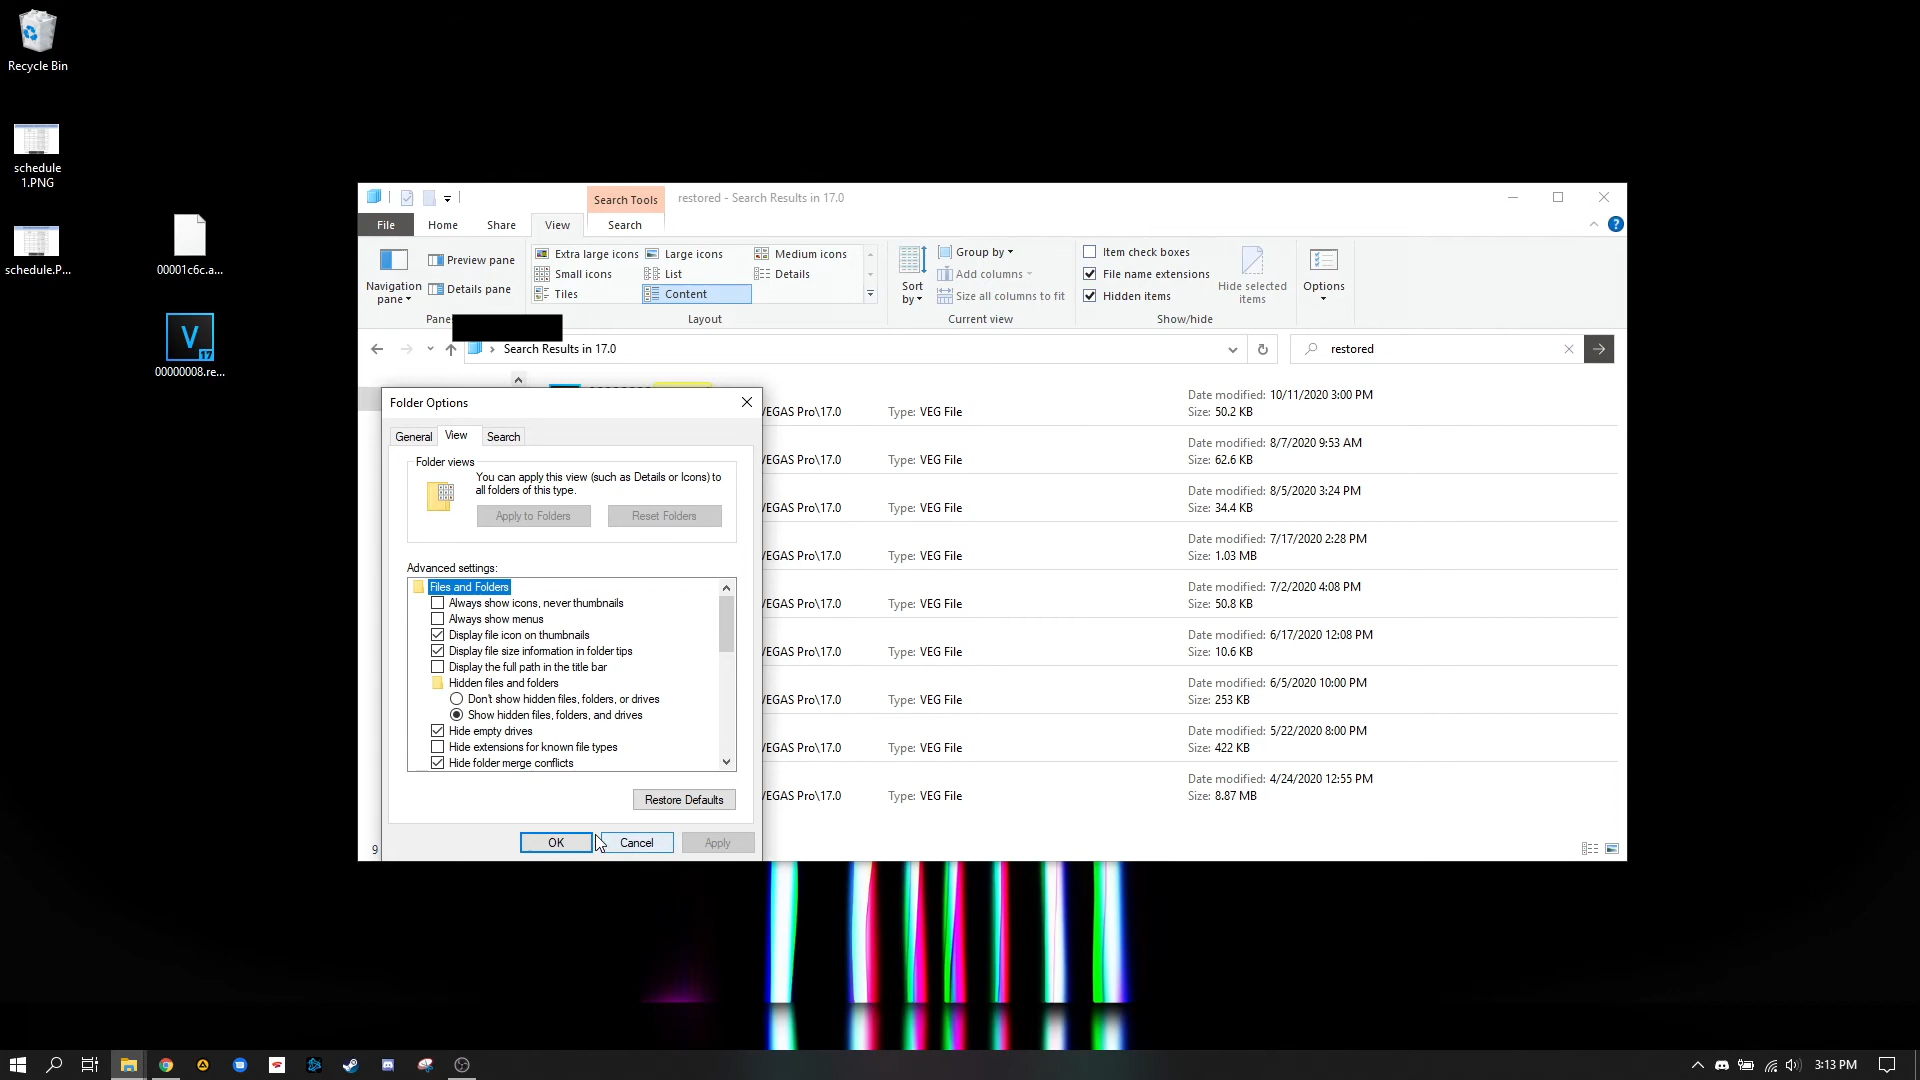 Recycle Bin
schedule
1.PNG
schedule.P...
00001c6c.a...
V
17
00000008.re...
Search Tools
restored - Search Results in 17.0
File
Home
Share
View
Search
Navigation
pane
Preview pane
Details pane
Extra large icons
Large icons
Medium icons
Small icons
List
Details
Tiles
Content
Sort
by
Group by
Add columns
Size all columns to fit
Item check boxes
File name extensions
Hidden items
Hide selected
items
Options
Pane
Layout
Current view
Show/hide
Search Results in 17.0
restored
Folder Options
General
View
Search
Folder views
You can apply this view (such as Details or Icons) to
all folders of this type.
Apply to Folders
Reset Folders
Advanced settings:
Files and Folders
Always show icons, never thumbnails
Always show menus
Display file icon on thumbnails
Display file size information in folder tips
Display the full path in the title bar
Hidden files and folders
Don't show hidden files, folders, or drives
Show hidden files, folders, and drives
Hide empty drives
Hide extensions for known file types
Hide folder merge conflicts
Restore Defaults
OK
Cancel
Apply
Date modified: 10/11/2020 3:00 PM
VEGAS Pro\17.0 Type: VEG File Size: 50.2 KB
Date modified: 8/7/2020 9:53 AM
VEGAS Pro\17.0 Type: VEG File Size: 62.6 KB
Date modified: 8/5/2020 3:24 PM
VEGAS Pro\17.0 Type: VEG File Size: 34.4 KB
Date modified: 7/17/2020 2:28 PM
VEGAS Pro\17.0 Type: VEG File Size: 1.03 MB
Date modified: 7/2/2020 4:08 PM
VEGAS Pro\17.0 Type: VEG File Size: 50.8 KB
Date modified: 6/17/2020 12:08 PM
VEGAS Pro\17.0 Type: VEG File Size: 10.6 KB
Date modified: 6/5/2020 10:00 PM
VEGAS Pro\17.0 Type: VEG File Size: 253 KB
Date modified: 5/22/2020 8:00 PM
VEGAS Pro\17.0 Type: VEG File Size: 422 KB
Date modified: 4/24/2020 12:55 PM
VEGAS Pro\17.0 Type: VEG File Size: 8.87 MB
9
3:13 PM